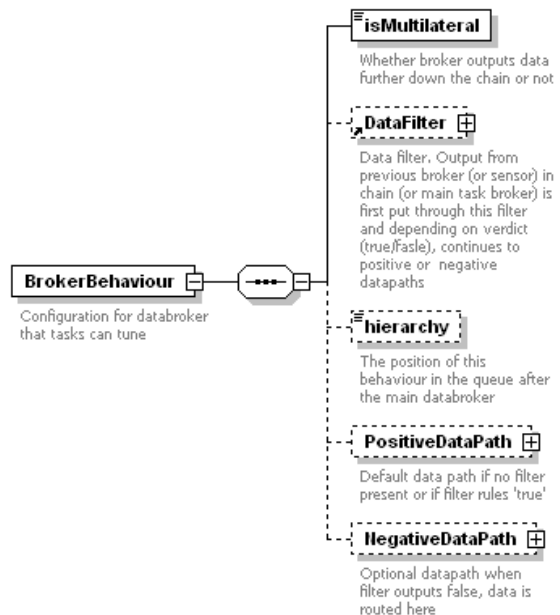 isMultilateral
Whether broker outputs data
further down the chain or not
DataFilter
Data filter. Output from
previous broker (or sensor) in
chain (or main task broker) is
first put through this filter
and depending on verdict
(true/fasle), continues to
positive or negative
datapaths
BrokerBehaviour
Configuration for databroker
that tasks can tune
hierarchy
The position of this
behaviour in the queue after
the main databroker
PositiveDataPath
Default data path if no filter
present or if filter rules 'true'
NegativeDataPath
Optional datapath when
filter outputs false, data is
routed here